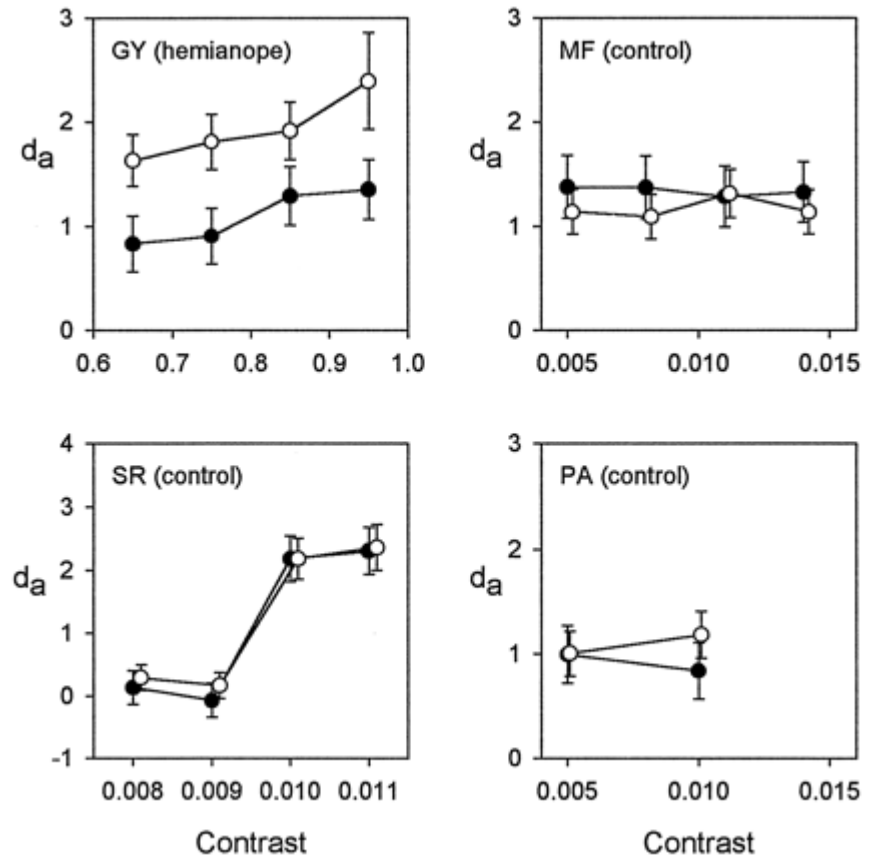 3
GY (hemianope)
2
da
1
0
0.6 0.7 0.8 0.9 1.0
3
MF (control)
2
da
1
0
0.005 0.010 0.015
4
SR (control)
3
2
da
1
0
-1
0.008 0.009 0.010 0.011
Contrast
3
PA (control)
2
da
1
0
0.005 0.010 0.015
Contrast